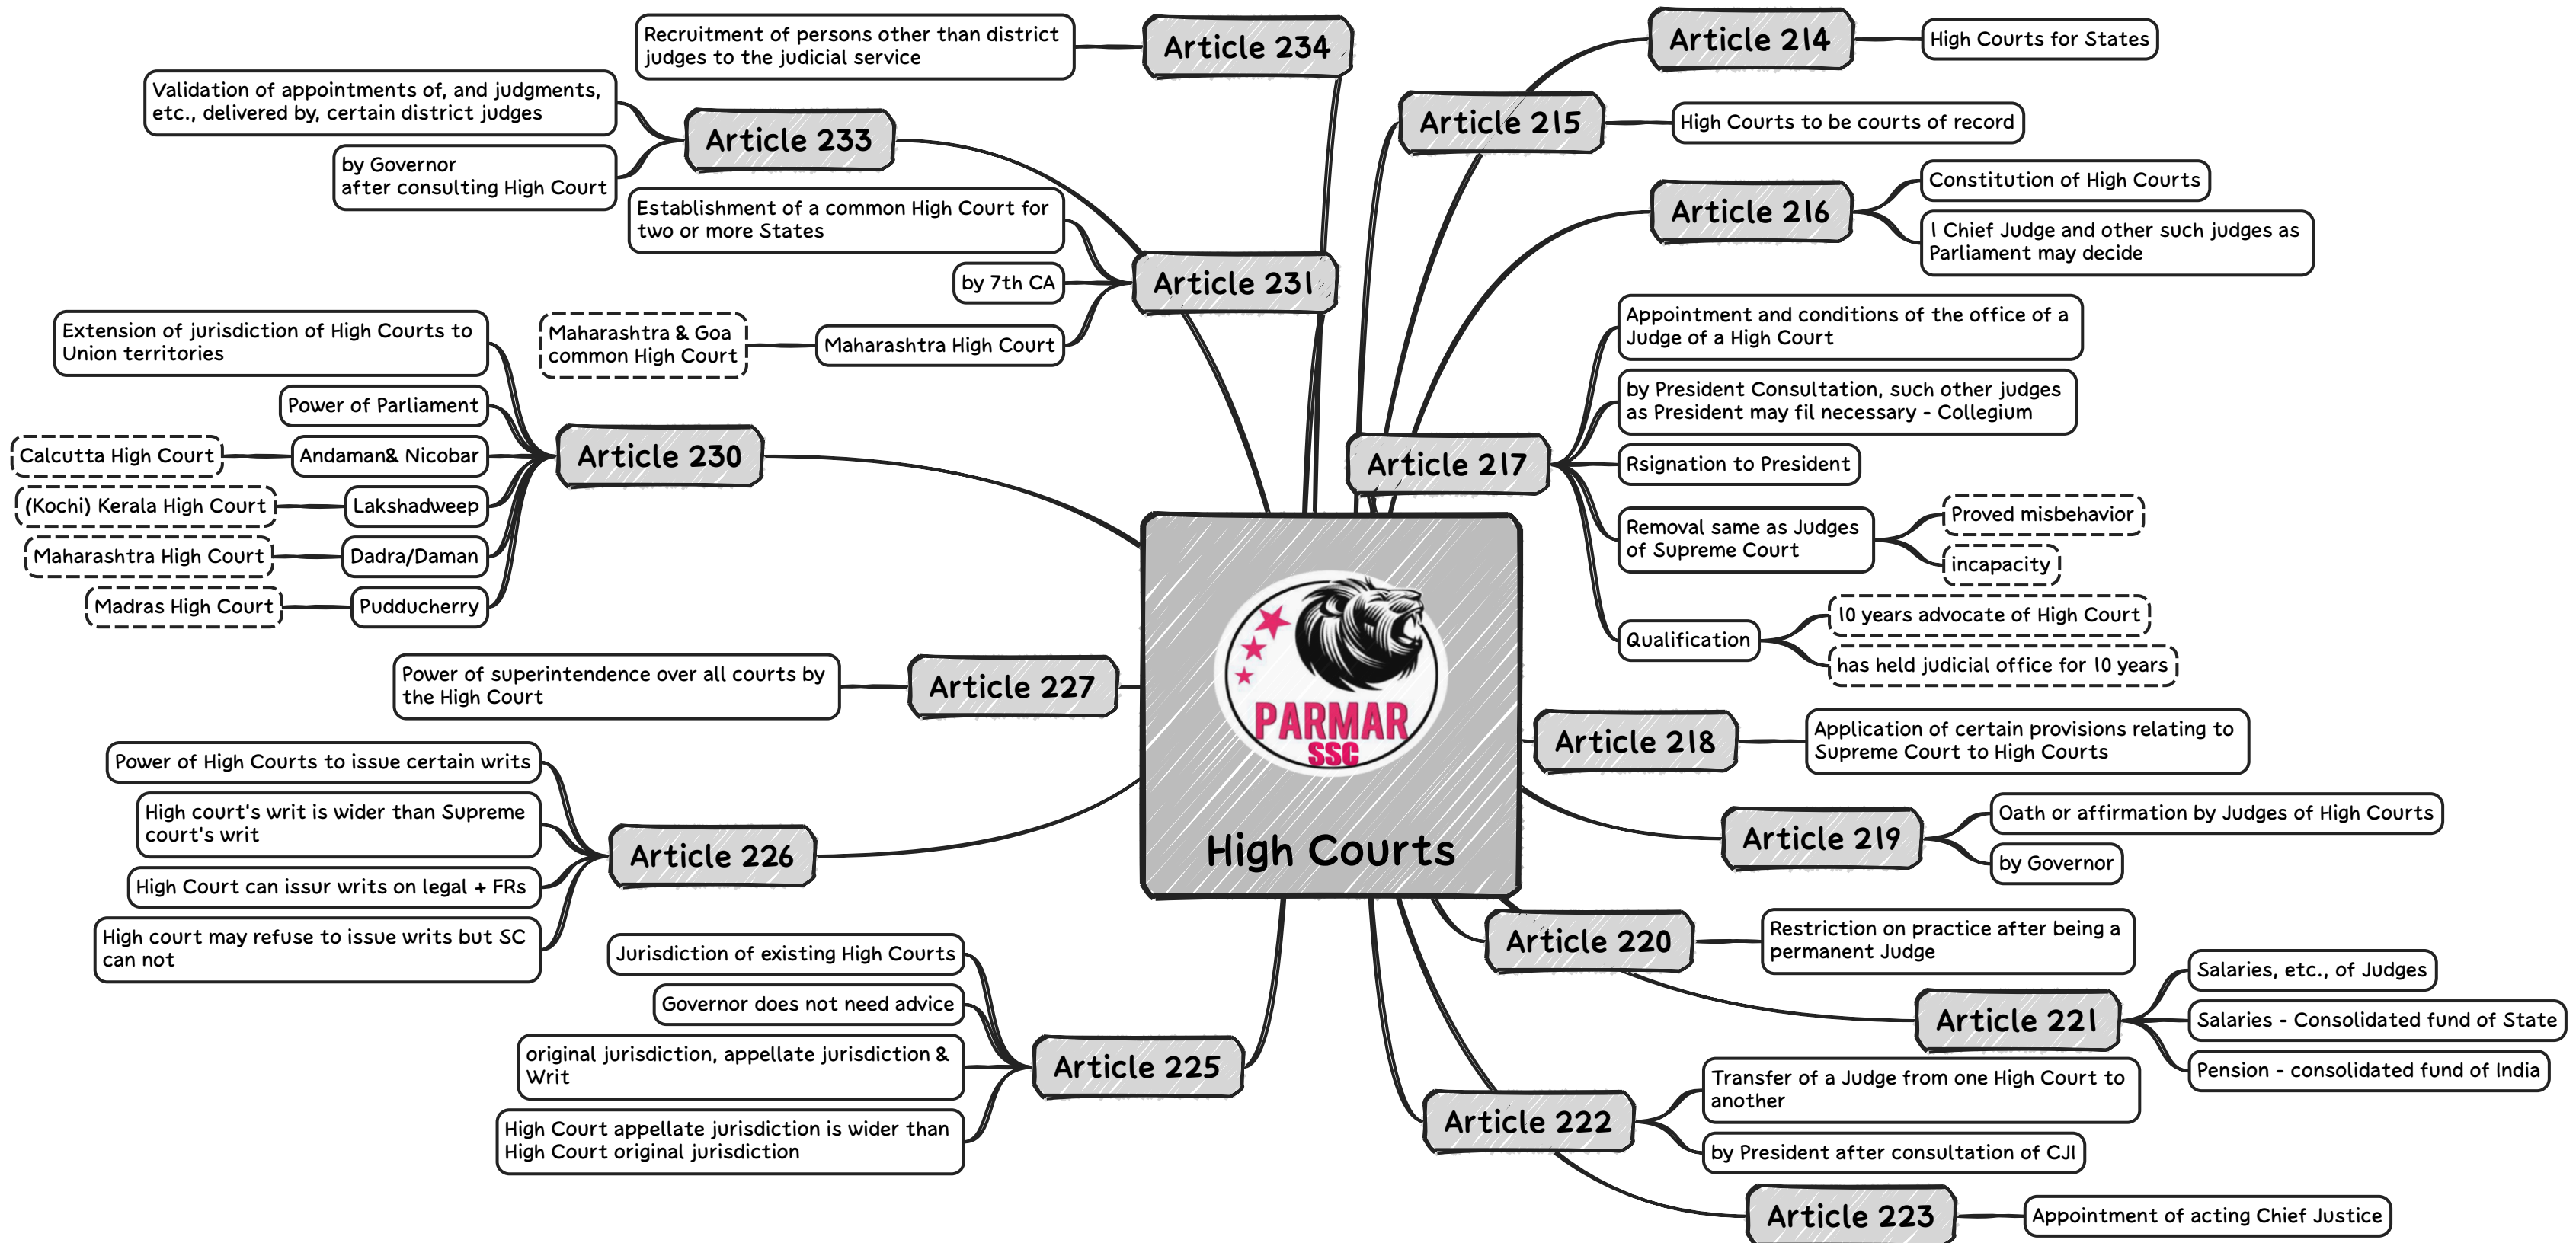 High Courts
PARMAR
SSC
Article 214
High Courts for States
Article 215
High Courts to be courts of record
Article 216
Constitution of High Courts
1 Chief Judge and other such judges as
Parliament may decide
Article 217
Appointment and conditions of the office of a
Judge of a High Court
by President Consultation, such other judges
as President may fil necessary - Collegium
Rsignation to President
Removal same as Judges
of Supreme Court
Proved misbehavior
incapacity
Qualification
10 years advocate of High Court
has held judicial office for 10 years
Article 218
Application of certain provisions relating to
Supreme Court to High Courts
Article 219
Oath or affirmation by Judges of High Courts
by Governor
Article 220
Restriction on practice after being a
permanent Judge
Article 221
Salaries, etc., of Judges
Salaries - Consolidated fund of State
Pension - consolidated fund of India
Article 222
Transfer of a Judge from one High Court to
another
by President after consultation of CJI
Article 223
Appointment of acting Chief Justice
Article 225
Jurisdiction of existing High Courts
Governor does not need advice
original jurisdiction, appellate jurisdiction &
Writ
High Court appellate jurisdiction is wider than
High Court original jurisdiction
Article 226
Power of High Courts to issue certain writs
High court's writ is wider than Supreme
court's writ
High Court can issur writs on legal + FRs
High court may refuse to issue writs but SC
can not
Article 227
Power of superintendence over all courts by
the High Court
Article 230
Extension of jurisdiction of High Courts to
Union territories
Power of Parliament
Andaman& Nicobar
Calcutta High Court
Lakshadweep
(Kochi) Kerala High Court
Dadra/Daman
Maharashtra High Court
Pudducherry
Madras High Court
Article 231
Establishment of a common High Court for
two or more States
by 7th CA
Maharashtra High Court
Maharashtra & Goa
common High Court
Article 233
Validation of appointments of, and judgments,
etc., delivered by, certain district judges
by Governor
after consulting High Court
Article 234
Recruitment of persons other than district
judges to the judicial service